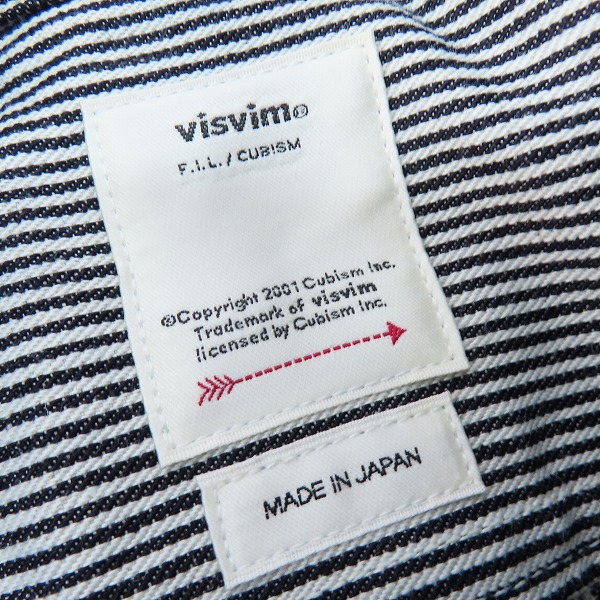 visvim®
F.I.L. / CUBISM
©Copyright 2001 Cubism Inc.
Trademark of visvim
licensed by Cubism Inc.
MADE IN JAPAN